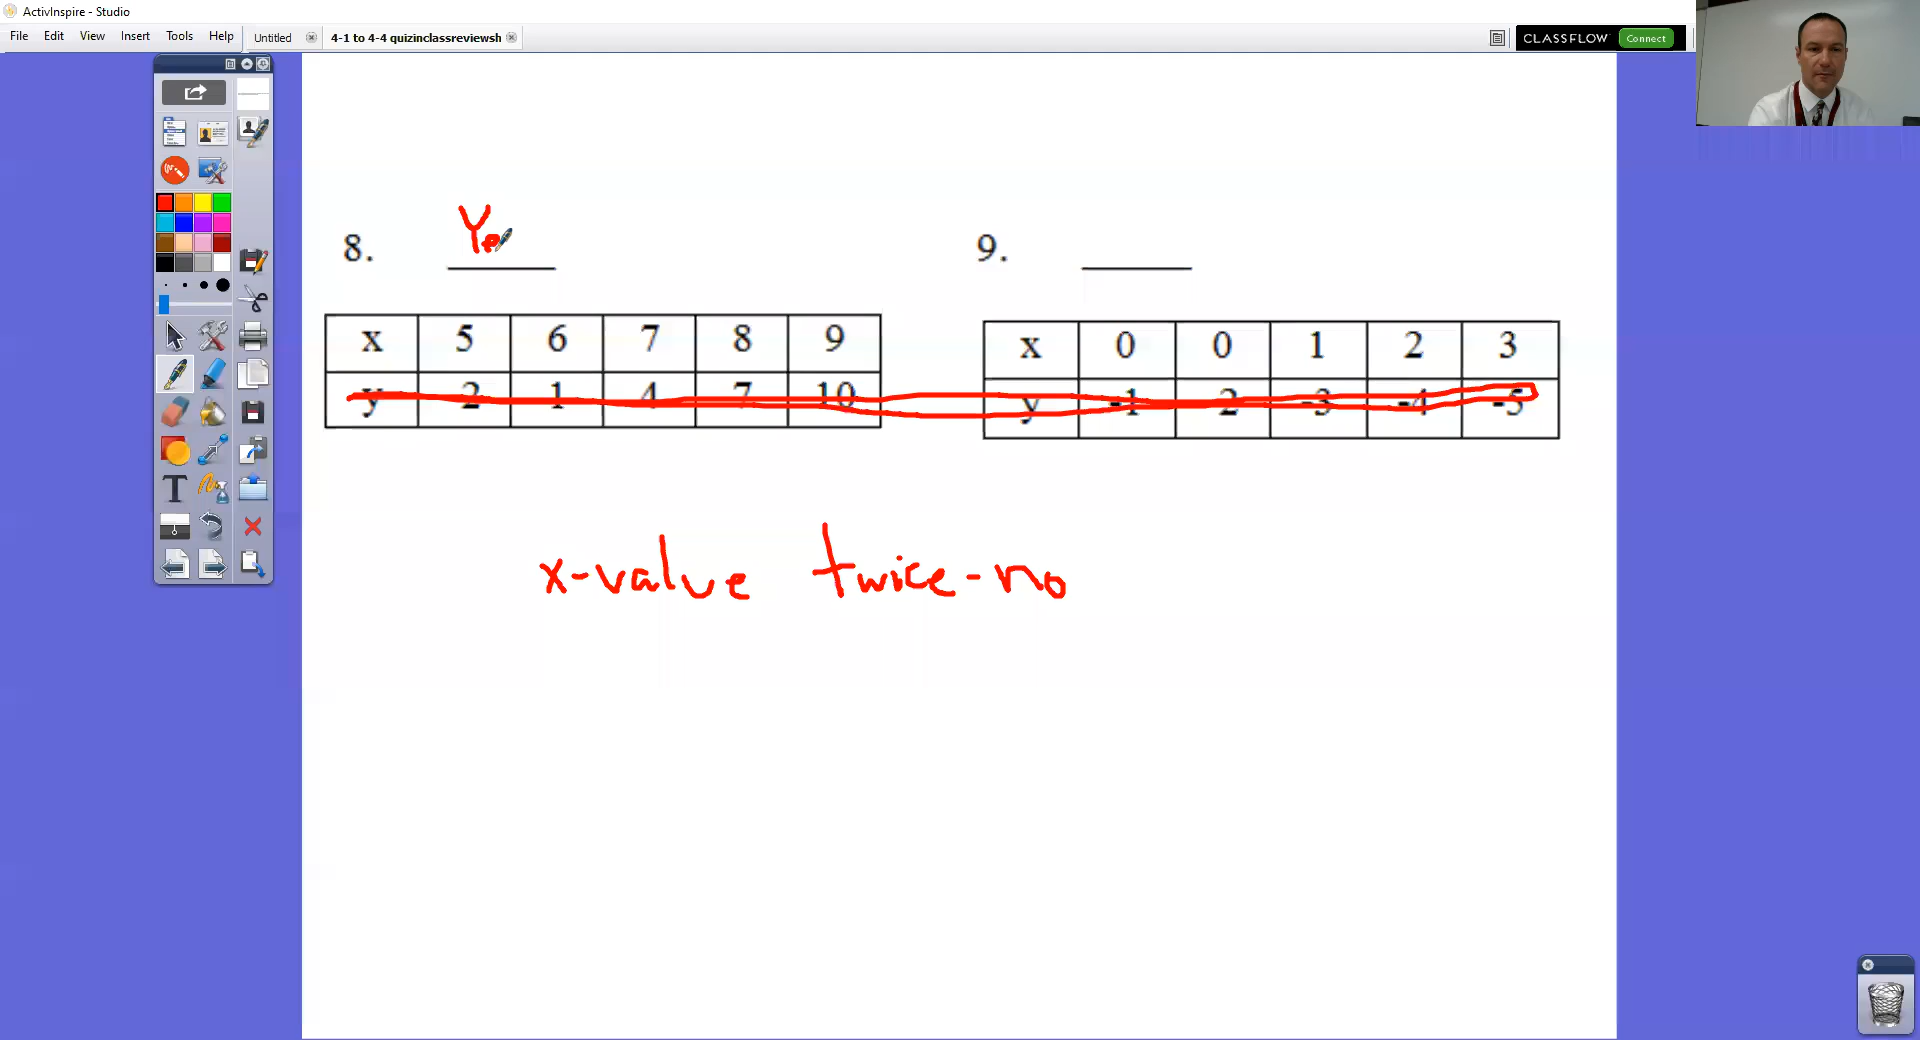 ActivInspire - Studio
File Edit View Insert Tools Help Untitled 4-1 to 4-4 quizinclassreviewsh CLASSFLOW Connect
8. Ye
x 5 6 7 8 9
y 2 1 4 7 10
9.
x 0 0 1 2 3
y -1 -2 -3 -4 -5
x-value twice-no
T